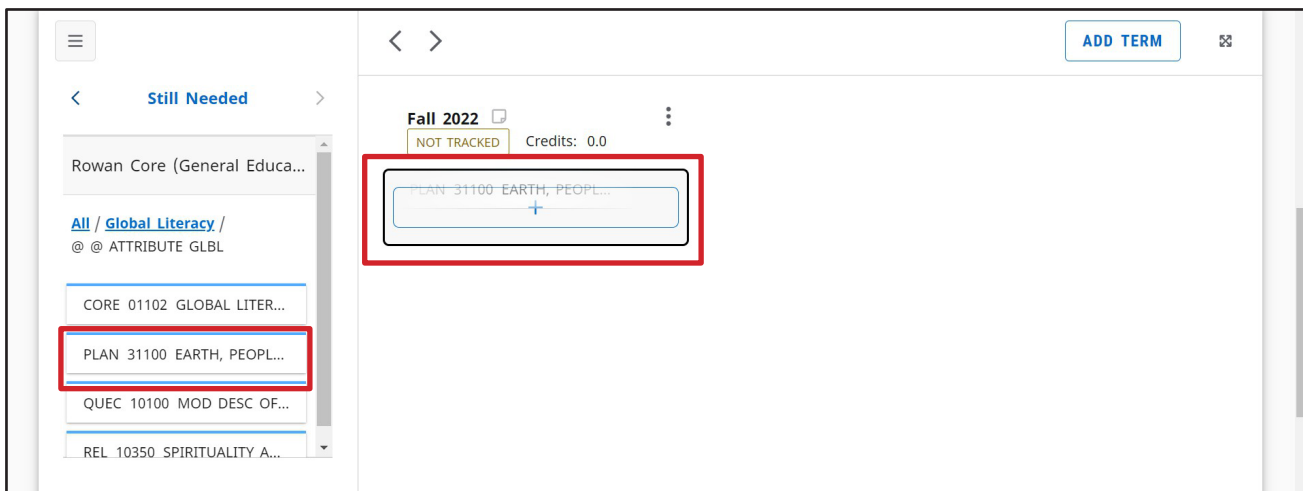 ADD TERM
Still Needed
Rowan Core (General Educa...
All / Global Literacy /
@ @ ATTRIBUTE GLBL
CORE 01102 GLOBAL LITER...
PLAN 31100 EARTH, PEOPL...
QUEC 10100 MOD DESC OF...
REL 10350 SPIRITUALITY A...
Fall 2022
NOT TRACKED Credits: 0.0
PLAN 31100 EARTH, PEOPL...
+